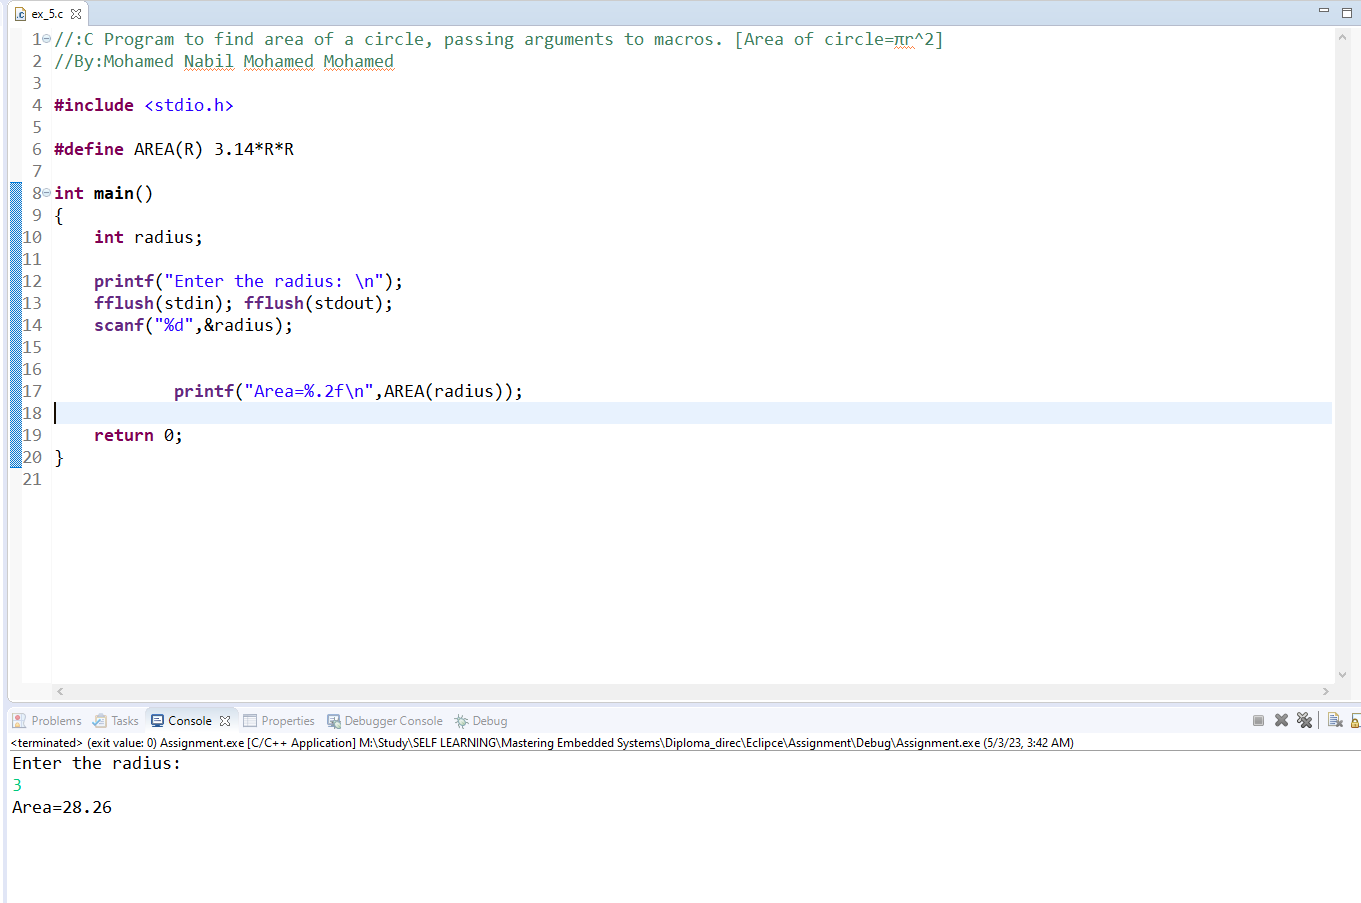 ex_5.c
1 //:C Program to find area of a circle, passing arguments to macros. [Area of circle=πr^2]
2 //By:Mohamed Nabil Mohamed Mohamed
3
4 #include <stdio.h>
5
6 #define AREA(R) 3.14*R*R
7
8 int main()
9 {
10 int radius;
11
12 printf("Enter the radius: \n");
13 fflush(stdin); fflush(stdout);
14 scanf("%d",&radius);
15
16
17 printf("Area=%.2f\n",AREA(radius));
18
19 return 0;
20 }
21
Problems Tasks Console Properties Debugger Console Debug
<terminated> (exit value: 0) Assignment.exe [C/C++ Application] M:\Study\SELF LEARNING\Mastering Embedded Systems\Diploma_direc\Eclipce\Assignment\Debug\Assignment.exe (5/3/23, 3:42 AM)
Enter the radius:
3
Area=28.26